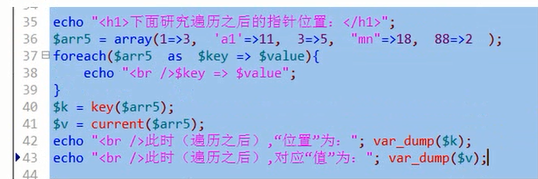 35 echo "<h1>下面研究遍历之后的指针位置：</h1>";
36 $arr5 = array(1=>3, 'a1'=>11, 3=>5, "mn"=>18, 88=>2 );
37 foreach($arr5 as $key => $value){
38 echo "<br />$key => $value";
39 }
40 $k = key($arr5);
41 $v = current($arr5);
42 echo "<br />此时（遍历之后）,“位置”为："; var_dump($k);
43 echo "<br />此时（遍历之后）,对应“值”为："; var_dump($v);
44